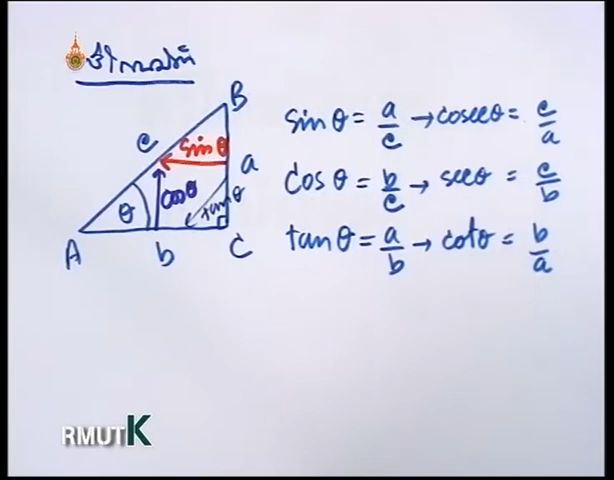 ตรีโกณมิติ
B
c
sin θ
a
cos θ
tan θ
θ
A
b
C
sin θ = a/c → cosec θ = c/a
cos θ = b/c → sec θ = c/b
tan θ = a/b → cot θ = b/a
RMUTK